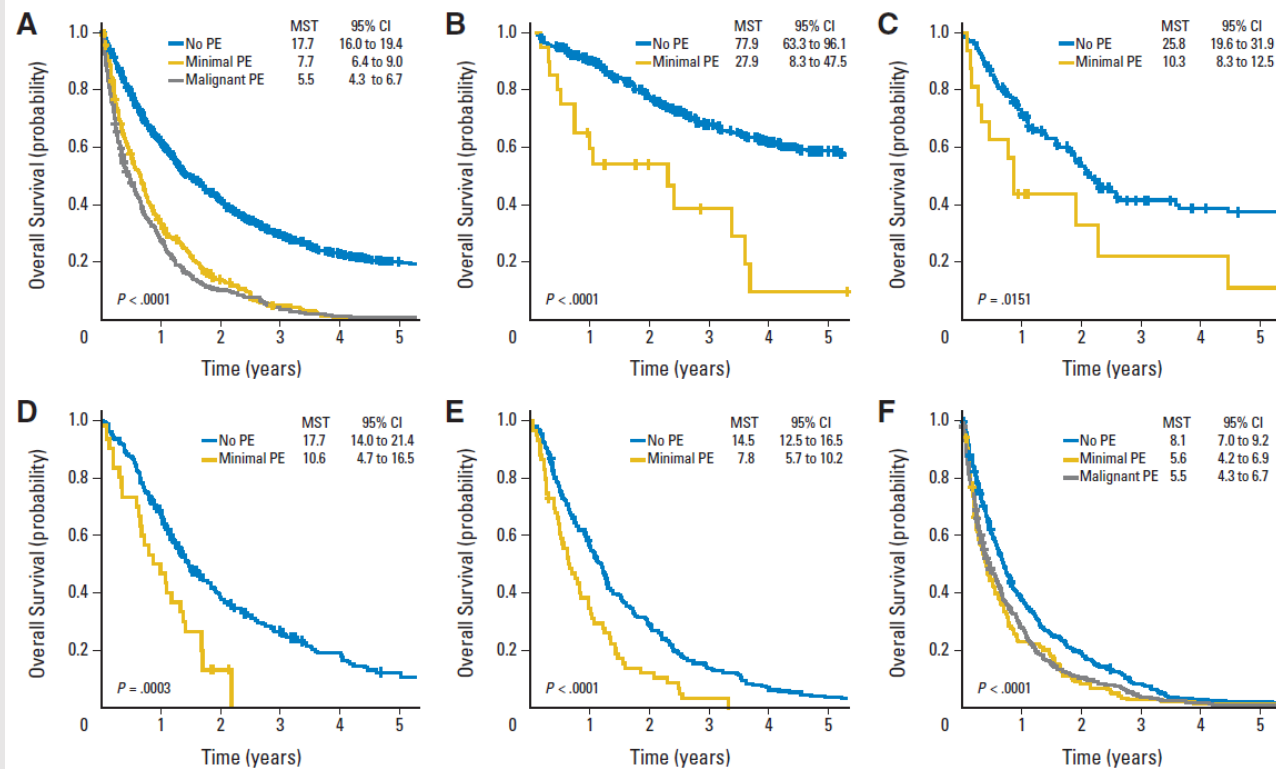 A
MST 95% CI
No PE 17.7 16.0 to 19.4
Minimal PE 7.7 6.4 to 9.0
Malignant PE 5.5 4.3 to 6.7
Overall Survival (probability)
1.0
0.8
0.6
0.4
0.2
P < .0001
0 1 2 3 4 5
Time (years)
B
MST 95% CI
No PE 77.9 63.3 to 96.1
Minimal PE 27.9 8.3 to 47.5
Overall Survival (probability)
1.0
0.8
0.6
0.4
0.2
P < .0001
0 1 2 3 4 5
Time (years)
C
MST 95% CI
No PE 25.8 19.6 to 31.9
Minimal PE 10.3 8.3 to 12.5
Overall Survival (probability)
1.0
0.8
0.6
0.4
0.2
P = .0151
0 1 2 3 4 5
Time (years)
D
MST 95% CI
No PE 17.7 14.0 to 21.4
Minimal PE 10.6 4.7 to 16.5
Overall Survival (probability)
1.0
0.8
0.6
0.4
0.2
P = .0003
0 1 2 3 4 5
Time (years)
E
MST 95% CI
No PE 14.5 12.5 to 16.5
Minimal PE 7.8 5.7 to 10.2
Overall Survival (probability)
1.0
0.8
0.6
0.4
0.2
P < .0001
0 1 2 3 4 5
Time (years)
F
MST 95% CI
No PE 8.1 7.0 to 9.2
Minimal PE 5.6 4.2 to 6.9
Malignant PE 5.5 4.3 to 6.7
Overall Survival (probability)
1.0
0.8
0.6
0.4
0.2
P < .0001
0 1 2 3 4 5
Time (years)